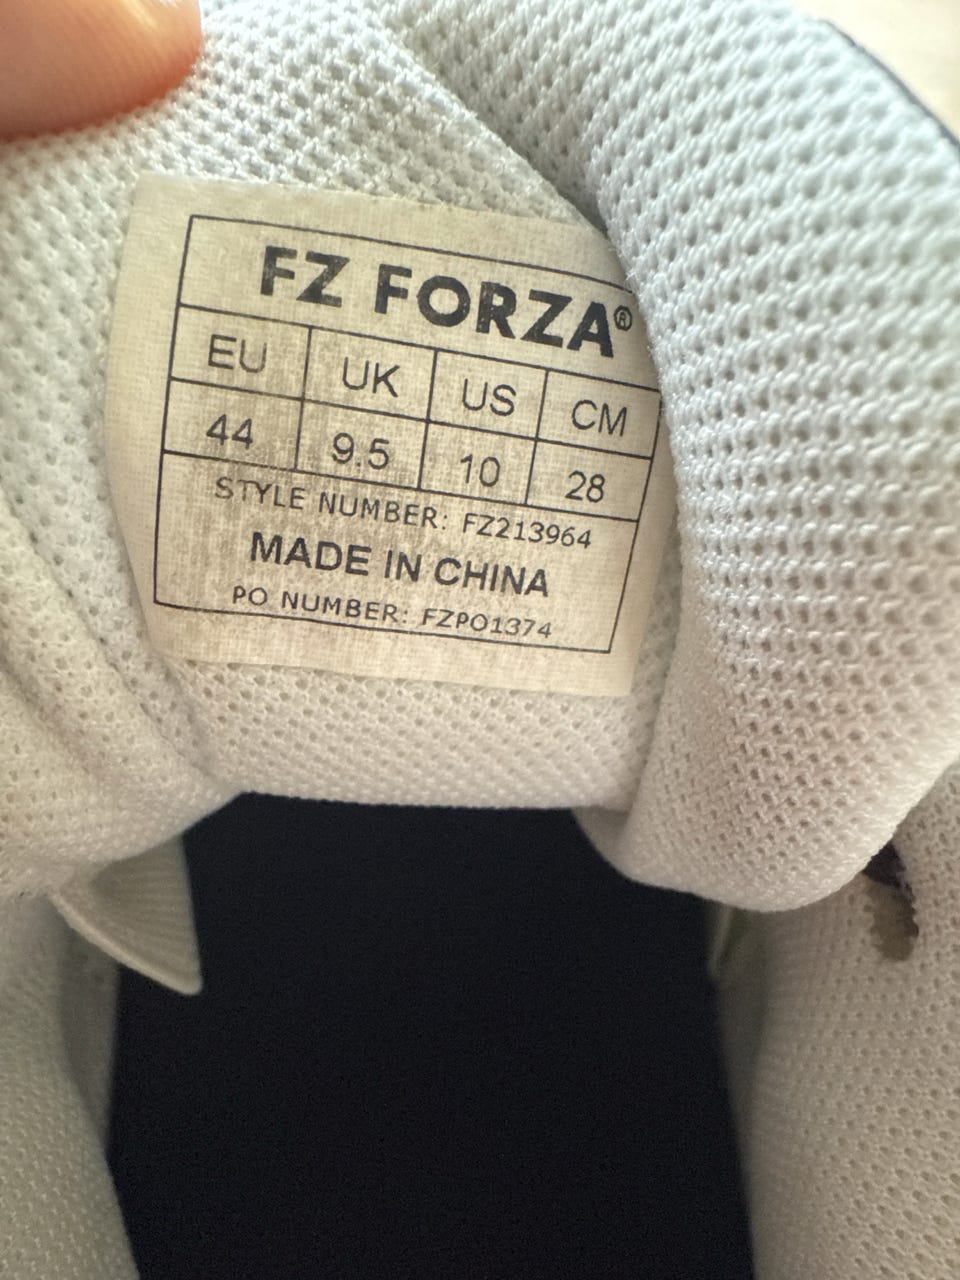 FZ FORZA®
EU UK US CM
44 9.5 10 28
STYLE NUMBER: FZ213964
MADE IN CHINA
PO NUMBER: FZPO1374